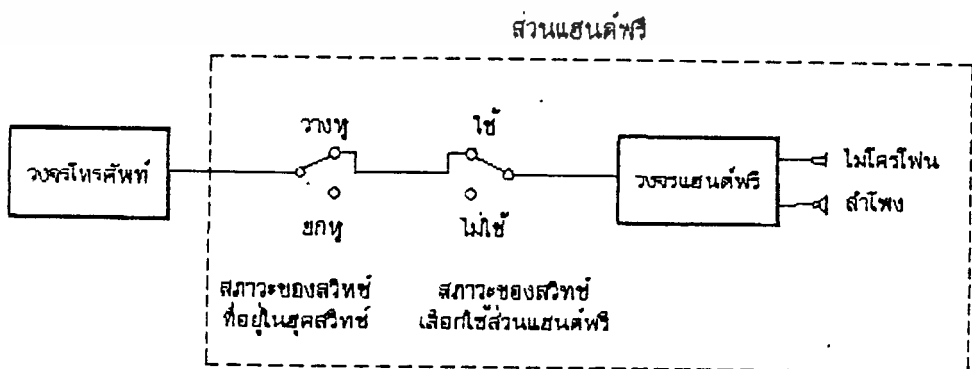 ส่วนแฮนด์ฟรี
วางหู
ใช้
วงจรโทรศัพท์
วงจรแฮนด์ฟรี
ไมโครโฟน
ลำโพง
ยกหู
ไม่ใช้
สภาวะของสวิทช์
ที่อยู่ในฮุคสวิทช์
สภาวะของสวิทช์
เลือกใช้ส่วนแฮนด์ฟรี